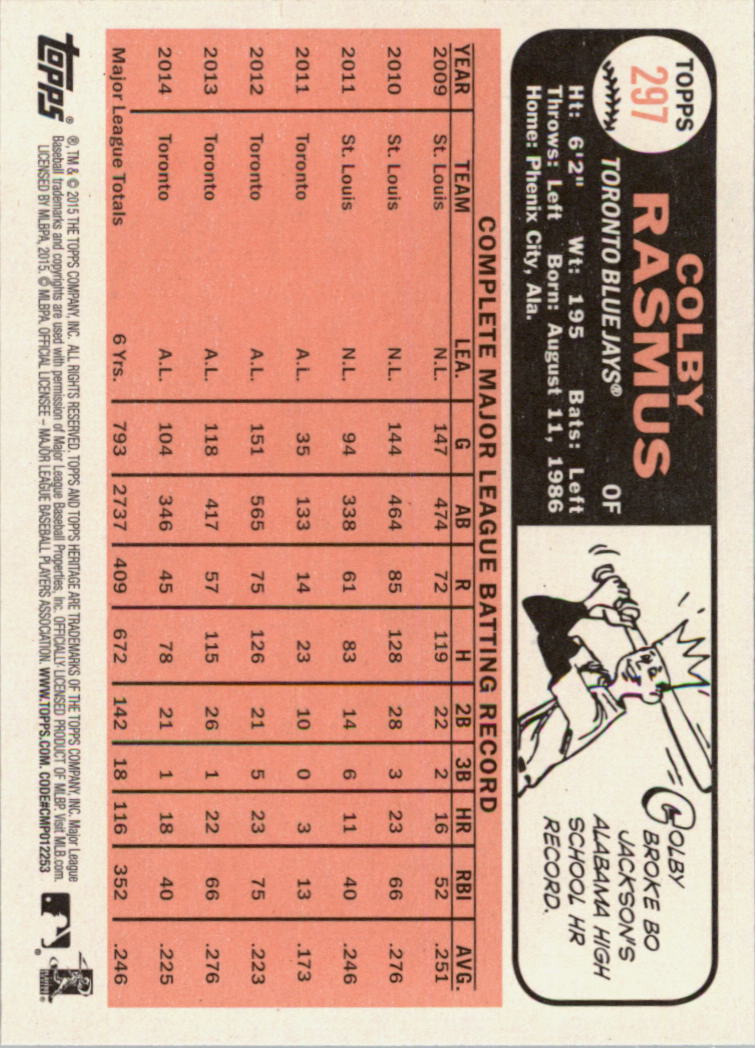 TOPPS
297
COLBY
RASMUS
TORONTO BLUE JAYS® OF
Ht: 6'2" Wt: 195 Bats: Left
Throws: Left Born: August 11, 1986
Home: Phenix City, Ala.
COLBY
BROKE BO
JACKSON'S
ALABAMA HIGH
SCHOOL HR
RECORD.
COMPLETE MAJOR LEAGUE BATTING RECORD
YEAR TEAM LEA. G AB R H 2B 3B HR RBI AVG.
2009 St. Louis N.L. 147 474 72 119 22 2 16 52 .251
2010 St. Louis N.L. 144 464 85 128 28 3 23 66 .276
2011 St. Louis N.L. 94 338 61 83 14 6 11 40 .246
2011 Toronto A.L. 35 133 14 23 10 0 3 13 .173
2012 Toronto A.L. 151 565 75 126 21 5 23 75 .223
2013 Toronto A.L. 118 417 57 115 26 1 22 66 .276
2014 Toronto A.L. 104 346 45 78 21 1 18 40 .225
Major League Totals 6 Yrs. 793 2737 409 672 142 18 116 352 .246
topps®
®, TM & © 2015 THE TOPPS COMPANY, INC. ALL RIGHTS RESERVED. TOPPS AND TOPPS HERITAGE ARE TRADEMARKS OF THE TOPPS COMPANY, INC. Major League
Baseball trademarks and copyrights are used with permission of Major League Baseball Properties, Inc. OFFICIALLY LICENSED PRODUCT OF MLBP. Visit MLB.com.
LICENSED BY MLBPA, 2015. © MLBPA. OFFICIAL LICENSEE – MAJOR LEAGUE BASEBALL PLAYERS ASSOCIATION. WWW.TOPPS.COM. CODE#CMP012253